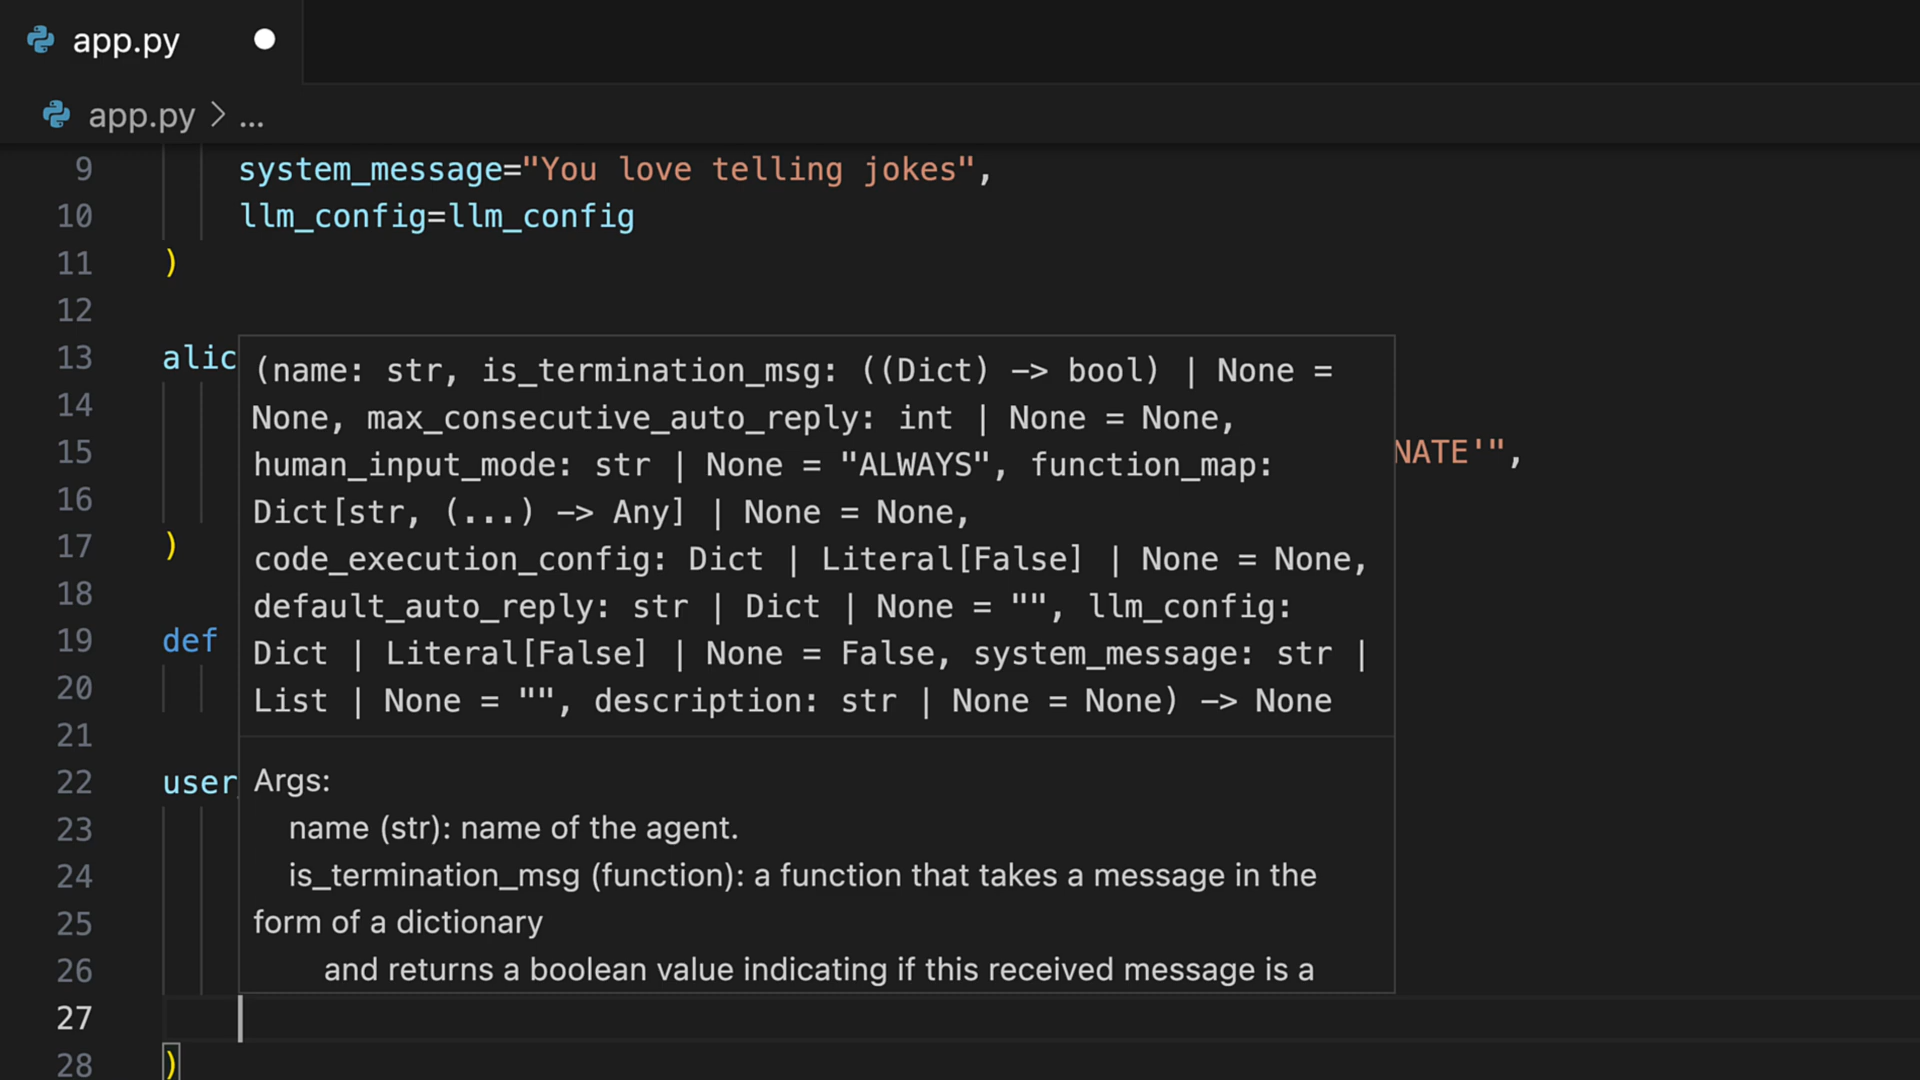 app.py
app.py > ...
9 system_message="You love telling jokes",
10 llm_config=llm_config
11 )
12
13 alic
14
15 NATE'",
16
17 )
18
19 def
20
21
22 user_
23
24
25
26
27
28 )
(name: str, is_termination_msg: ((Dict) -> bool) | None =
None, max_consecutive_auto_reply: int | None = None,
human_input_mode: str | None = "ALWAYS", function_map:
Dict[str, (...) -> Any] | None = None,
code_execution_config: Dict | Literal[False] | None = None,
default_auto_reply: str | Dict | None = "", llm_config:
Dict | Literal[False] | None = False, system_message: str |
List | None = "", description: str | None = None) -> None
Args:
name (str): name of the agent.
is_termination_msg (function): a function that takes a message in the
form of a dictionary
and returns a boolean value indicating if this received message is a